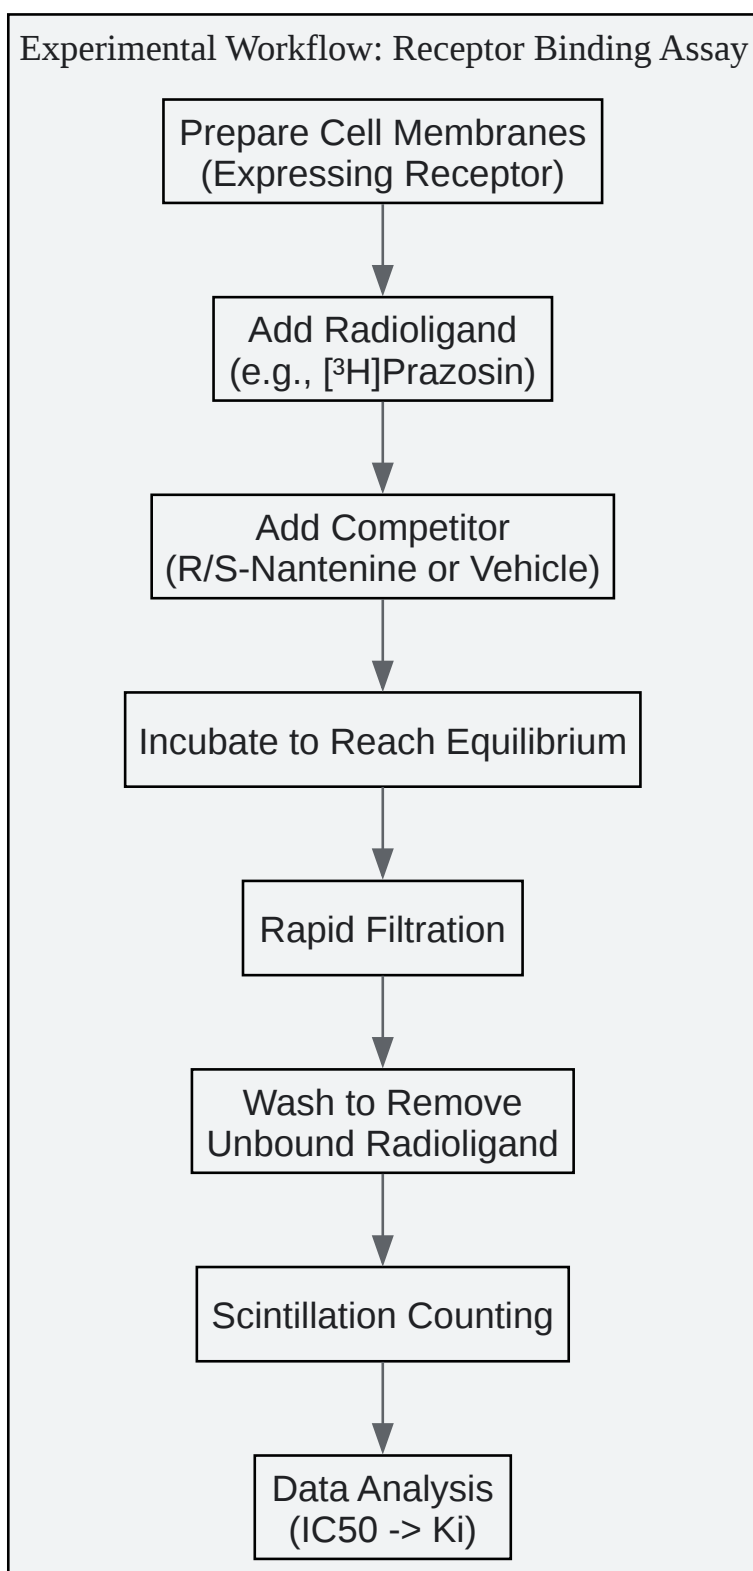 Experimental Workflow: Receptor Binding Assay
Prepare Cell Membranes
(Expressing Receptor)
Add Radioligand
(e.g., [³H]Prazosin)
Add Competitor
(R/S-Nantenine or Vehicle)
Incubate to Reach Equilibrium
Rapid Filtration
Wash to Remove
Unbound Radioligand
Scintillation Counting
Data Analysis
(IC50 -> Ki)